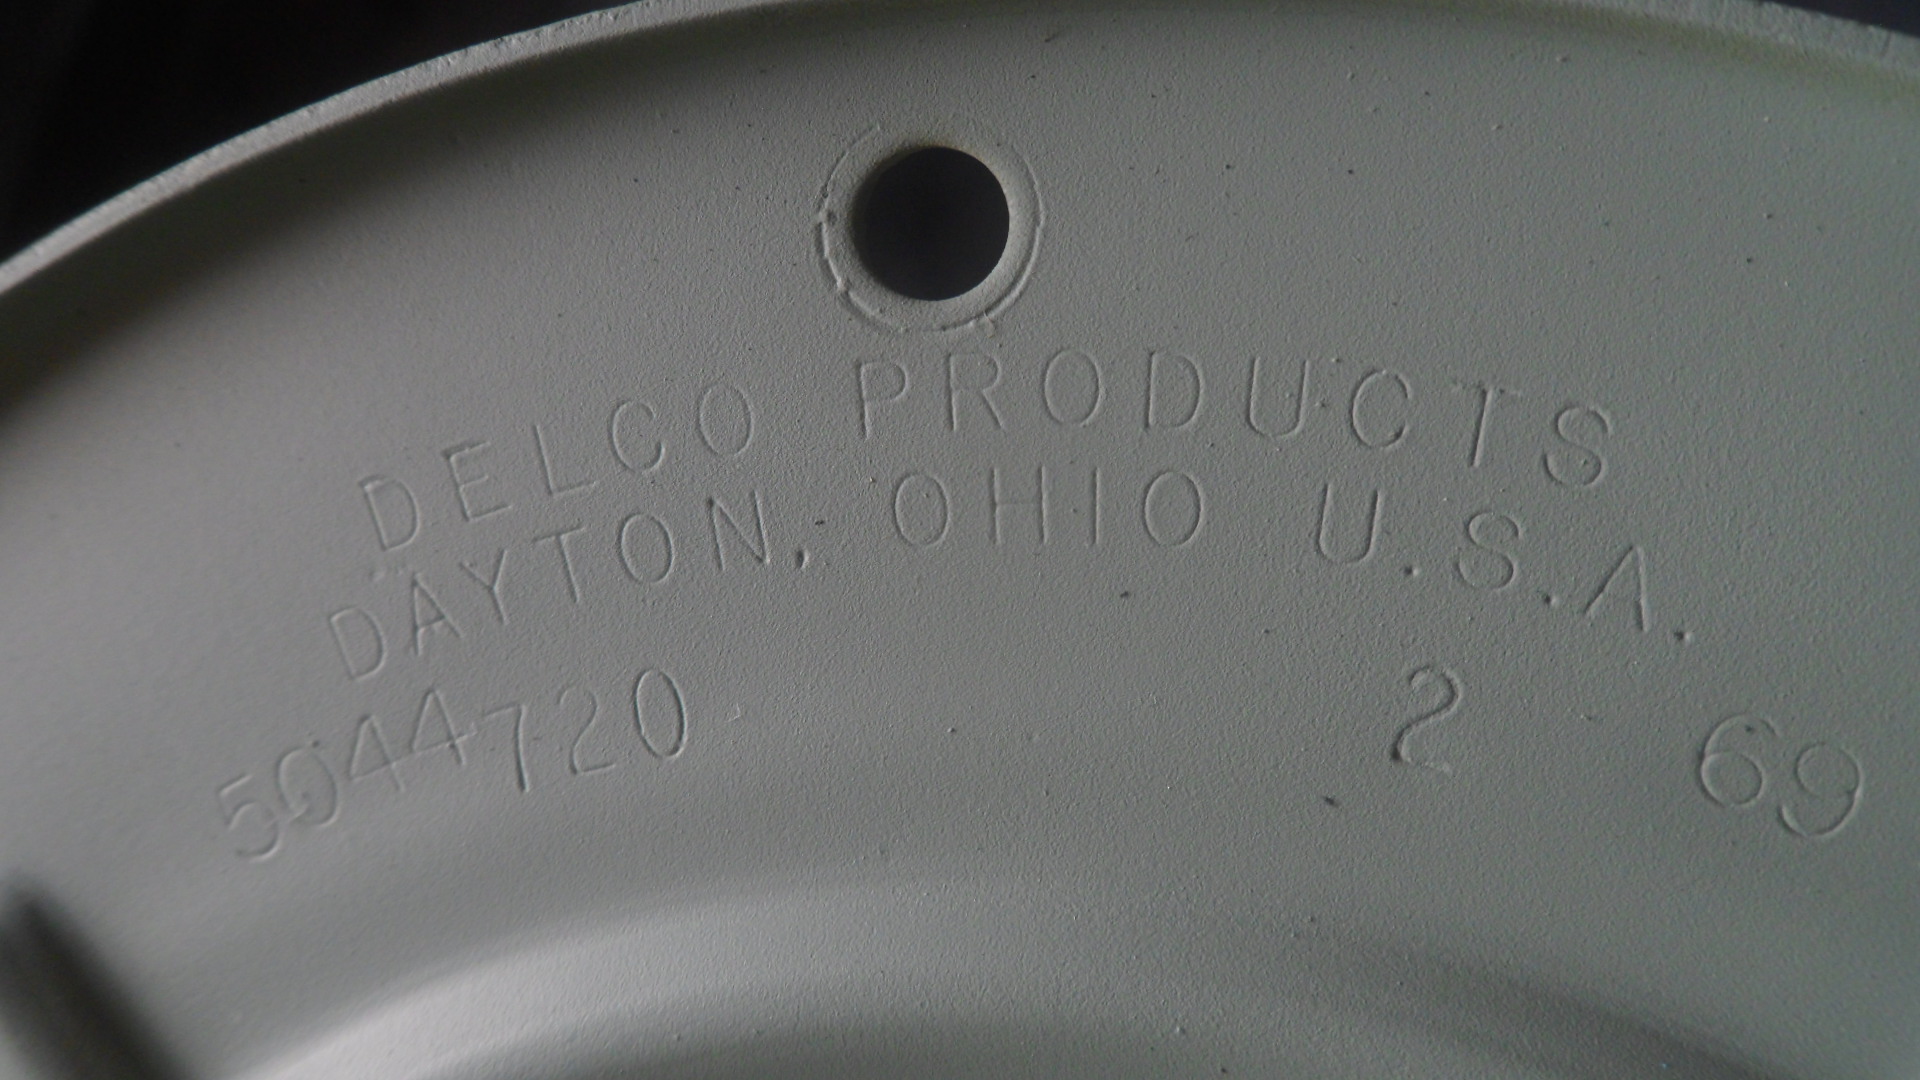 DELCO PRODUCTS
DAYTON, OHIO U.S.A.
5044720 2 69